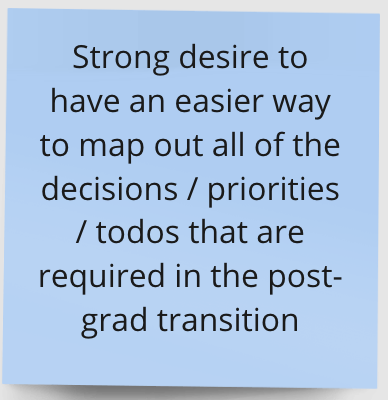 Strong desire to
have an easier way
to map out all of the
decisions / priorities
/ todos that are
required in the post-
grad transition